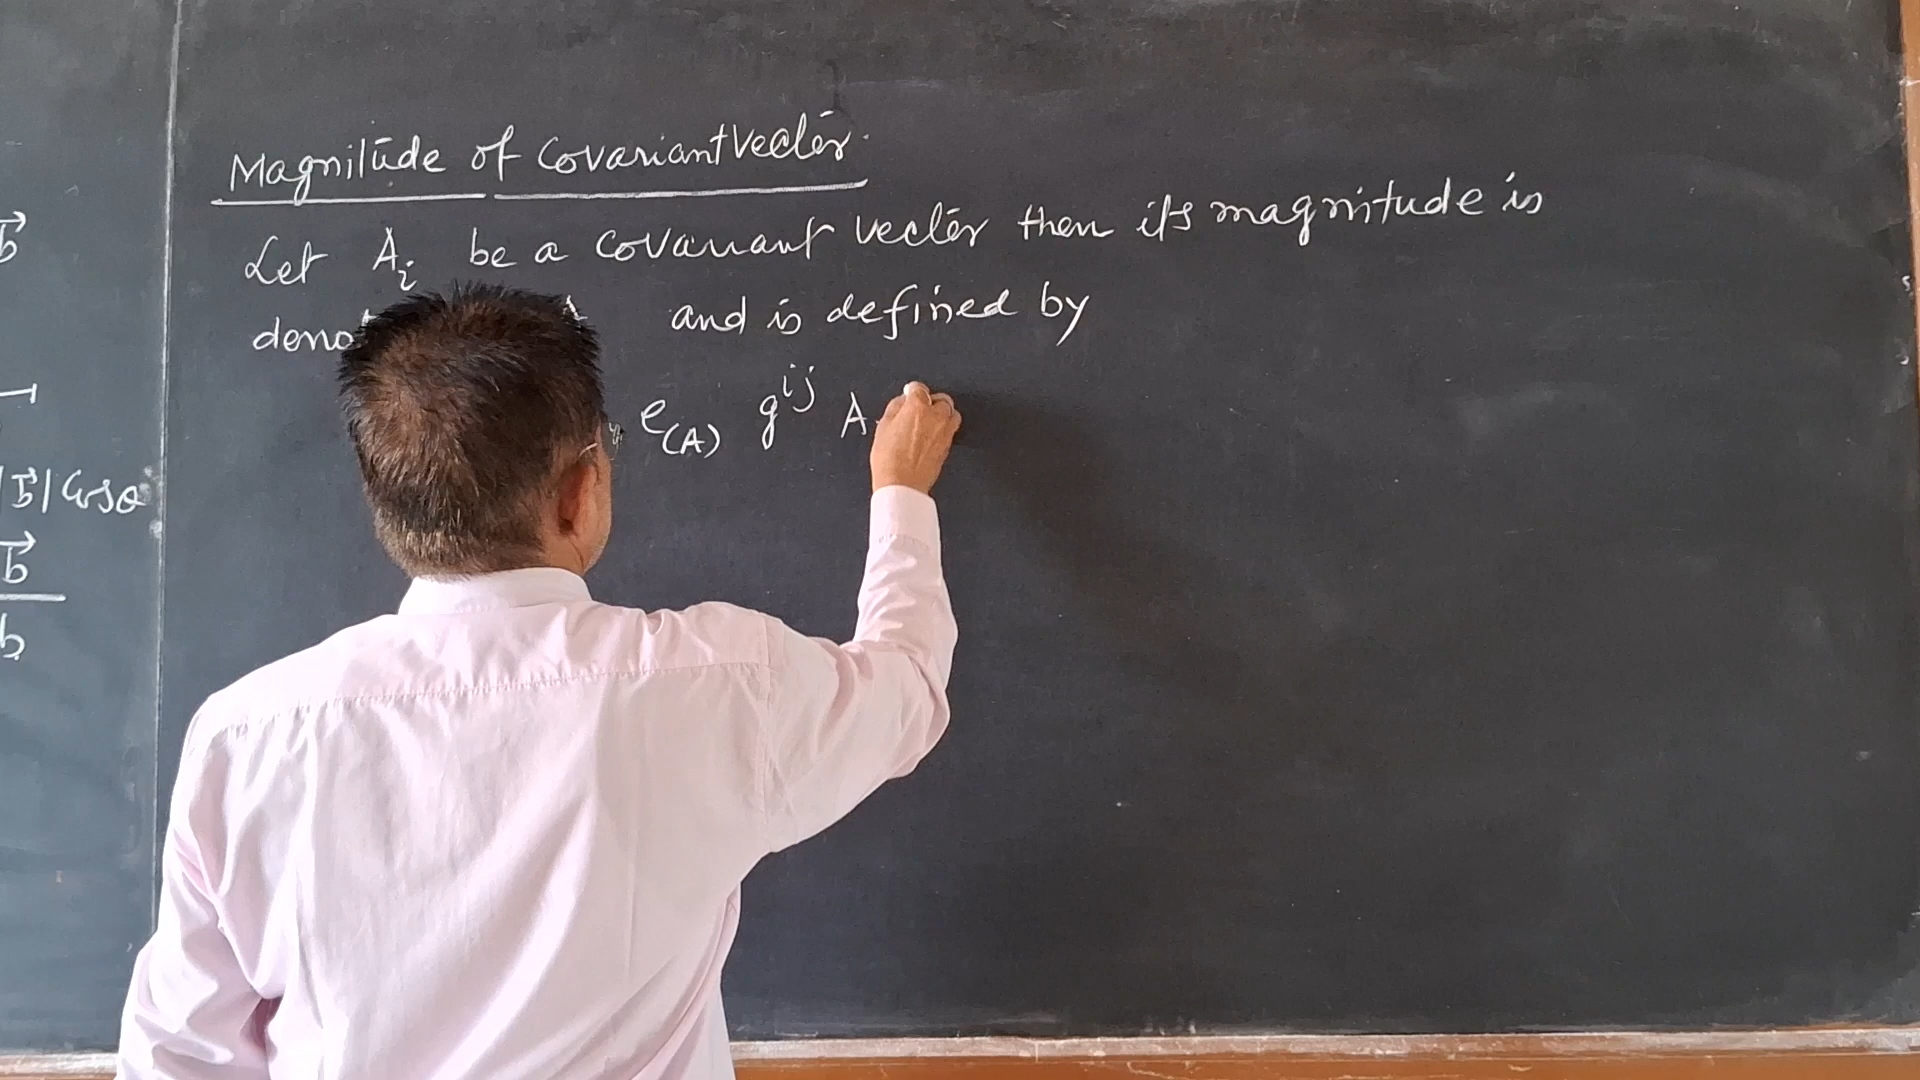 b⃗
|b⃗| Cosθ
b⃗
b
Magnitude of Covariant Vector.
Let A_i be a covariant vector then its magnitude is
and is defined by
e_(A) g^{ij} A